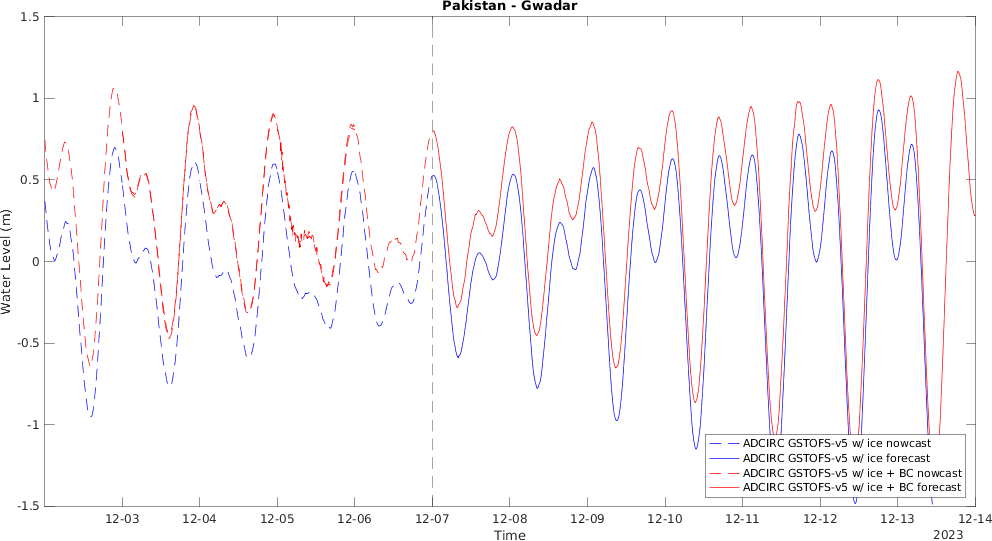 Pakistan - Gwadar
1.5
1
0.5
0
-0.5
-1
-1.5
Water Level (m)
ADCIRC GSTOFS-v5 w/ ice nowcast
ADCIRC GSTOFS-v5 w/ ice forecast
ADCIRC GSTOFS-v5 w/ ice + BC nowcast
ADCIRC GSTOFS-v5 w/ ice + BC forecast
12-03 12-04 12-05 12-06 12-07 12-08 12-09 12-10 12-11 12-12 12-13 12-14
Time
2023